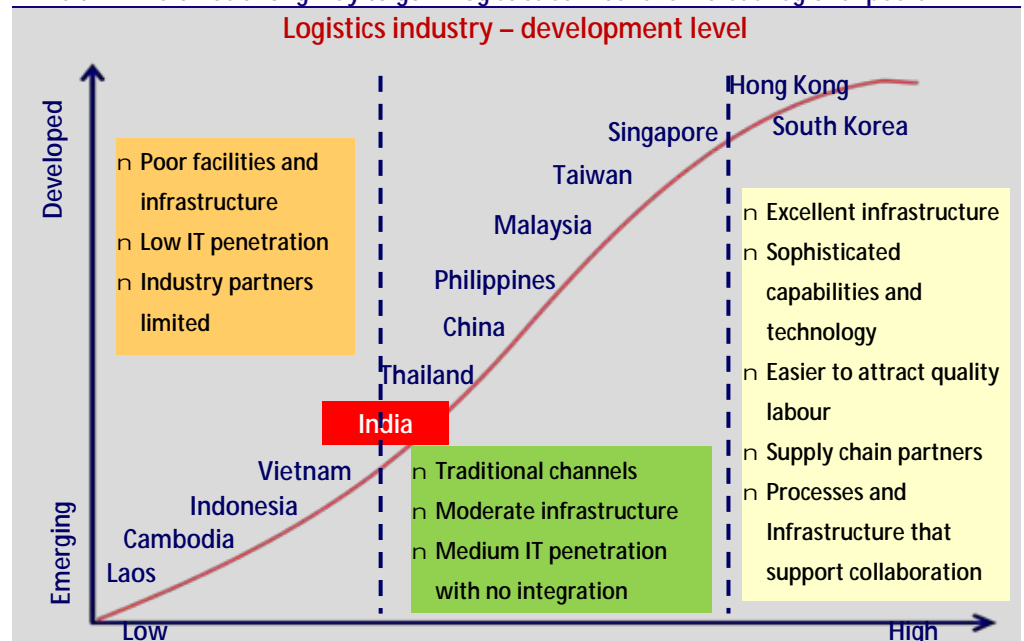 Logistics industry – development level
Developed
Emerging
n Poor facilities and
infrastructure
n Low IT penetration
n Industry partners
limited
Hong Kong
South Korea
Singapore
Taiwan
Malaysia
Philippines
China
Thailand
India
Vietnam
Indonesia
Cambodia
Laos
n Traditional channels
n Moderate infrastructure
n Medium IT penetration
with no integration
n Excellent infrastructure
n Sophisticated
capabilities and
technology
n Easier to attract quality
labour
n Supply chain partners
n Processes and
Infrastructure that
support collaboration
Low
High